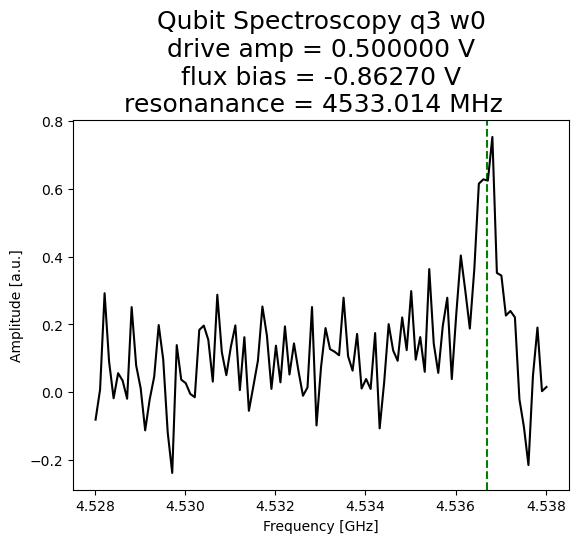 Qubit Spectroscopy q3 w0
drive amp = 0.500000 V
flux bias = -0.86270 V
resonanance = 4533.014 MHz
0.8
0.6
0.4
0.2
0.0
−0.2
Amplitude [a.u.]
4.528 4.530 4.532 4.534 4.536 4.538
Frequency [GHz]